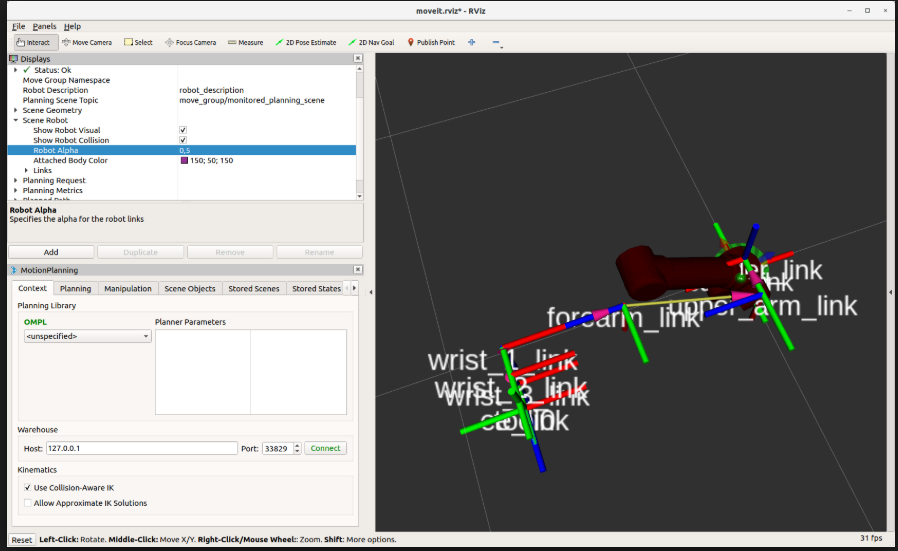 moveit.rviz* - RViz
File Panels Help
Interact Move Camera Select Focus Camera Measure 2D Pose Estimate 2D Nav Goal Publish Point
Displays
Status: Ok
Move Group Namespace
Robot Description robot_description
Planning Scene Topic move_group/monitored_planning_scene
Scene Geometry
Scene Robot
Show Robot Visual
Show Robot Collision
Robot Alpha 0,5
Attached Body Color 150; 50; 150
Links
Planning Request
Planning Metrics
Robot Alpha
Specifies the alpha for the robot links
Add Duplicate Remove Rename
MotionPlanning
Context Planning Manipulation Scene Objects Stored Scenes Stored States
Planning Library
OMPL Planner Parameters
<unspecified>
Warehouse
Host: 127.0.0.1 Port: 33829 Connect
Kinematics
Use Collision-Aware IK
Allow Approximate IK Solutions
link
upper_arm_link
forearm_link
wrist_1_link
wrist_2_link
wrist_3_link
Reset Left-Click: Rotate. Middle-Click: Move X/Y. Right-Click/Mouse Wheel:: Zoom. Shift: More options. 31 fps